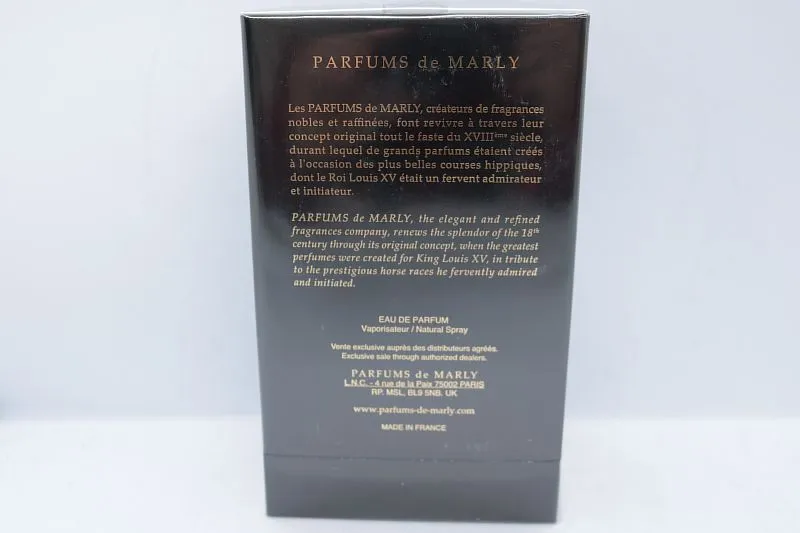 PARFUMS de MARLY
Les PARFUMS de MARLY, créateurs de fragrances
nobles et raffinées, font revivre à travers leur
concept original tout le faste du XVIIIème siècle,
durant lequel de grands parfums étaient créés
à l'occasion des plus belles courses hippiques,
dont le Roi Louis XV était un fervent admirateur
et initiateur.
PARFUMS de MARLY, the elegant and refined
fragrances company, renews the splendor of the 18th
century through its original concept, when the greatest
perfumes were created for King Louis XV, in tribute
to the prestigious horse races he fervently admired
and initiated.
EAU DE PARFUM
Vaporisateur / Natural Spray
Vente exclusive auprès des distributeurs agréés.
Exclusive sale through authorized dealers.
PARFUMS de MARLY
L.N.C. - 4 rue de la Paix 75002 PARIS
RP. MSL, BL9 5NB. UK
www.parfums-de-marly.com
MADE IN FRANCE